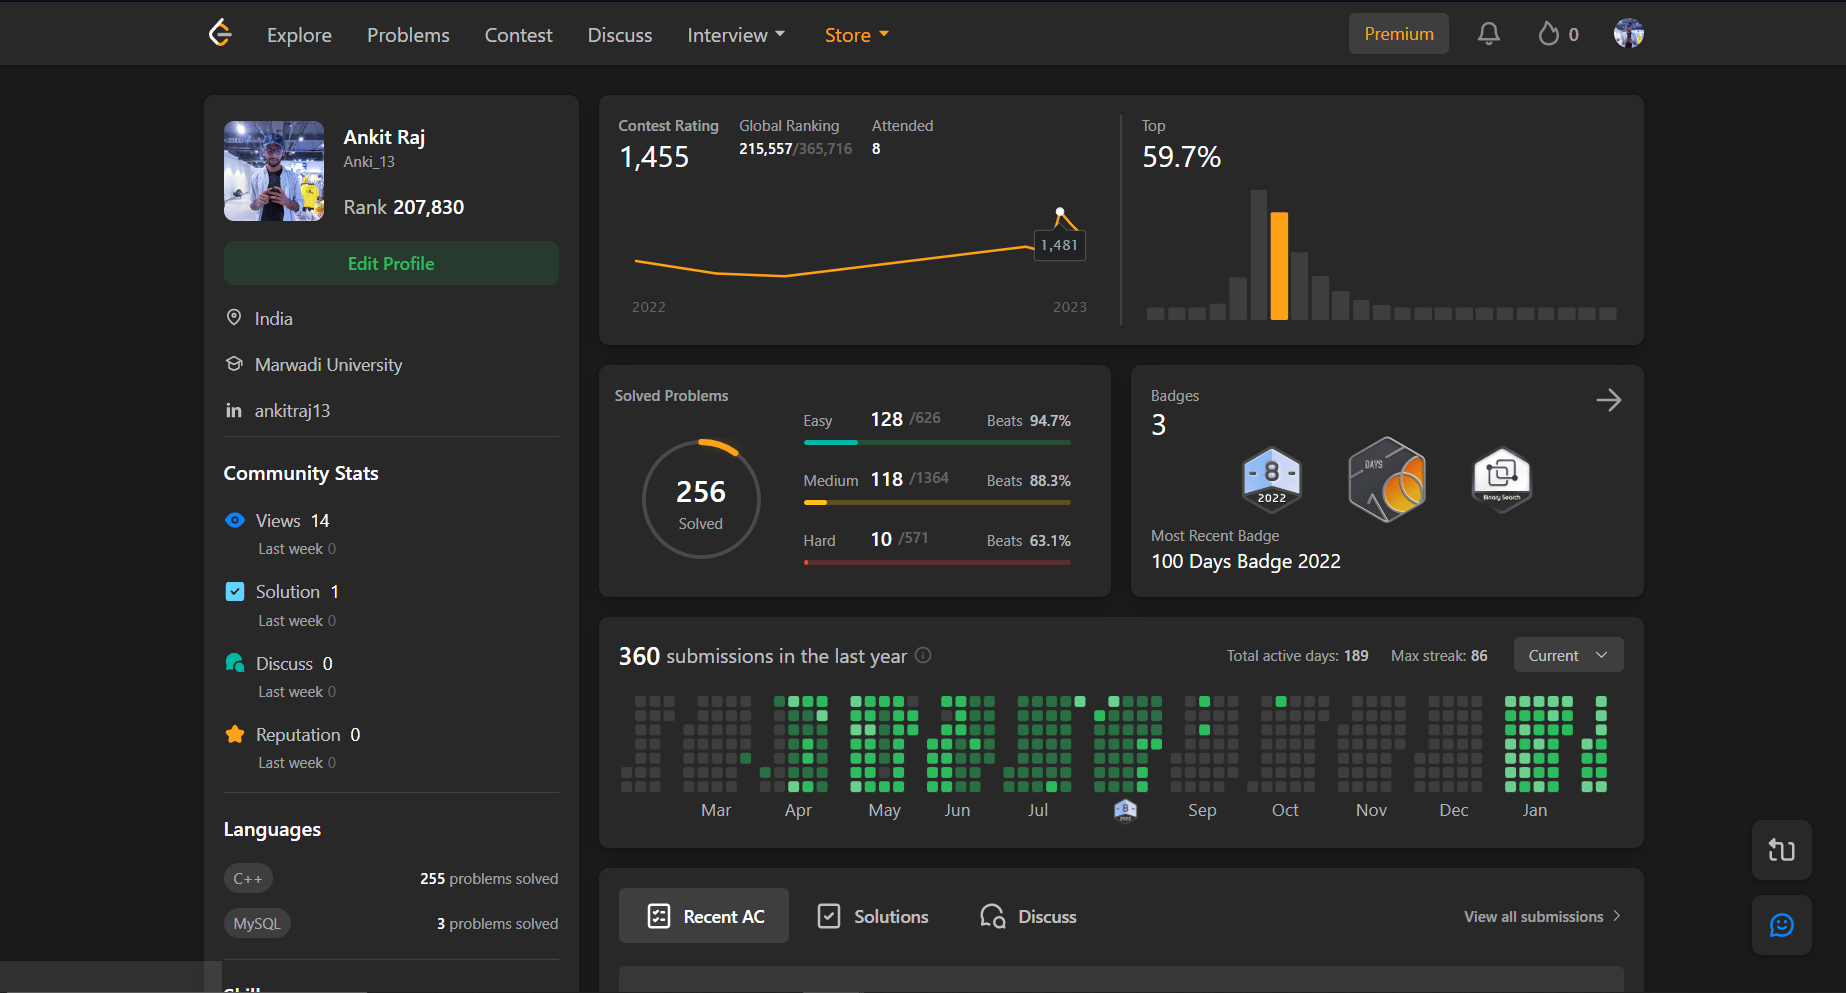 Explore Problems Contest Discuss Interview Store Premium 0
Ankit Raj
Anki_13
Rank 207,830
Edit Profile
India
Marwadi University
in ankitraj13
Community Stats
Views 14
Last week 0
Solution 1
Last week 0
Discuss 0
Last week 0
Reputation 0
Last week 0
Languages
C++ 255 problems solved
MySQL 3 problems solved
Contest Rating Global Ranking Attended
1,455 215,557/365,716 8
1,481
2022 2023
Top
59.7%
Solved Problems
256
Solved
Easy 128 /626 Beats 94.7%
Medium 118 /1364 Beats 88.3%
Hard 10 /571 Beats 63.1%
Badges
3
- 8 -
2022
DAYS
Binary Search
Most Recent Badge
100 Days Badge 2022
360 submissions in the last year Total active days: 189 Max streak: 86 Current
Mar Apr May Jun Jul Sep Oct Nov Dec Jan
Recent AC Solutions Discuss View all submissions